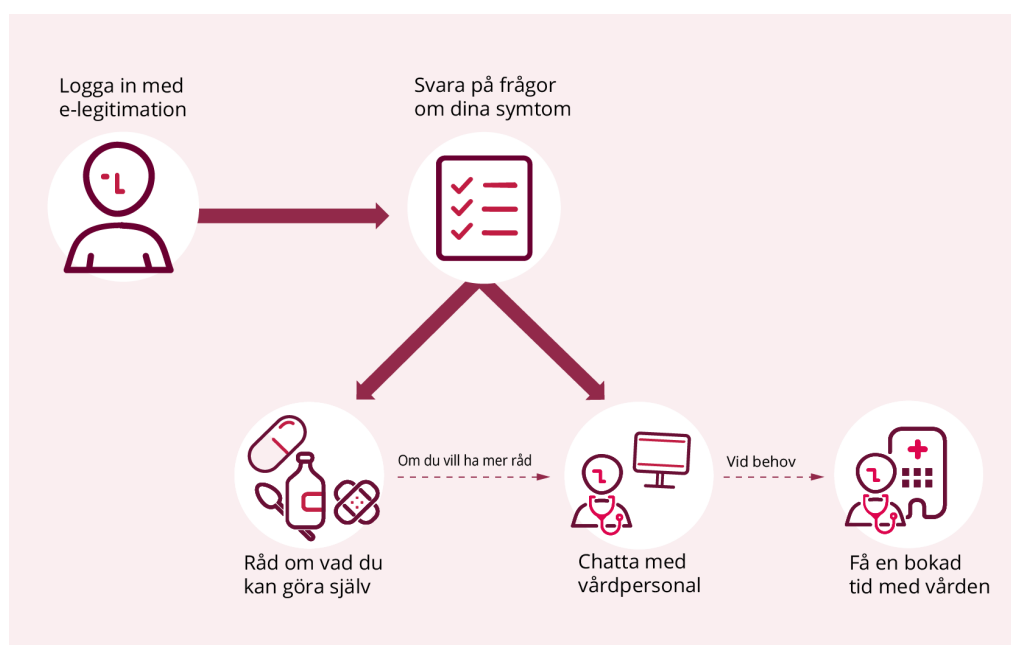 Logga in med
e-legitimation
Svara på frågor
om dina symtom
Om du vill ha mer råd
Vid behov
Råd om vad du
kan göra själv
Chatta med
vårdpersonal
Få en bokad
tid med vården